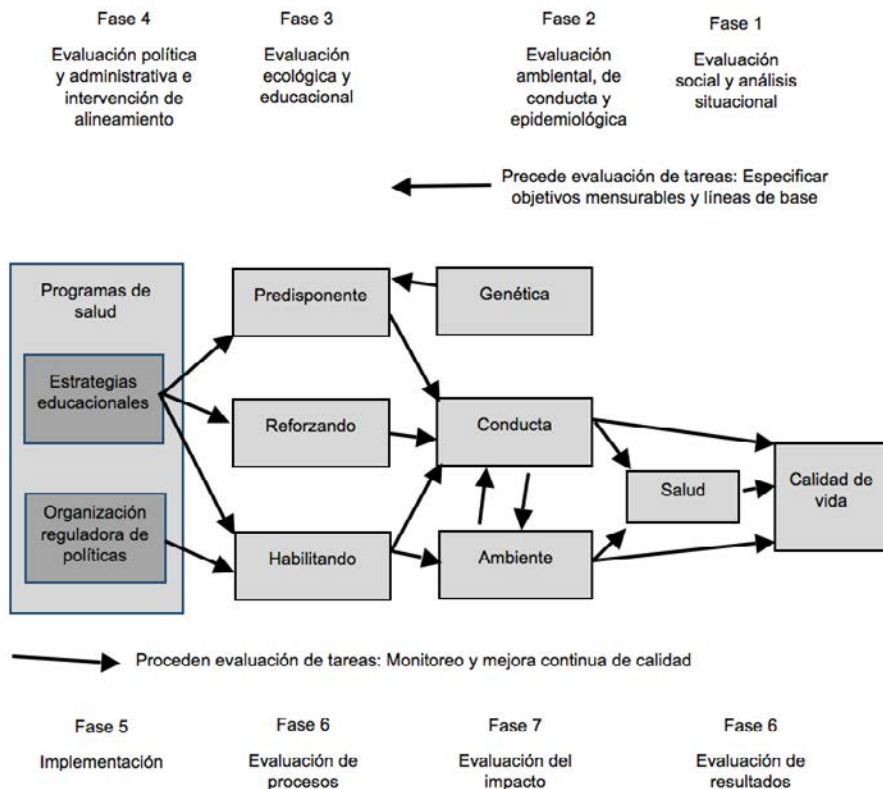 Fase 4
Evaluación política
y administrativa e
intervención de
alineamiento
Fase 3
Evaluación
ecológica y
educacional
Fase 2
Evaluación
ambiental, de
conducta y
epidemiológica
Fase 1
Evaluación
social y análisis
situacional
Precede evaluación de tareas: Especificar
objetivos mensurables y líneas de base
Programas de
salud
Estrategias
educacionales
Organización
reguladora de
políticas
Predisponente
Reforzando
Habilitando
Genética
Conducta
Ambiente
Salud
Calidad de
vida
Proceden evaluación de tareas: Monitoreo y mejora continua de calidad
Fase 5
Implementación
Fase 6
Evaluación de
procesos
Fase 7
Evaluación del
impacto
Fase 6
Evaluación de
resultados